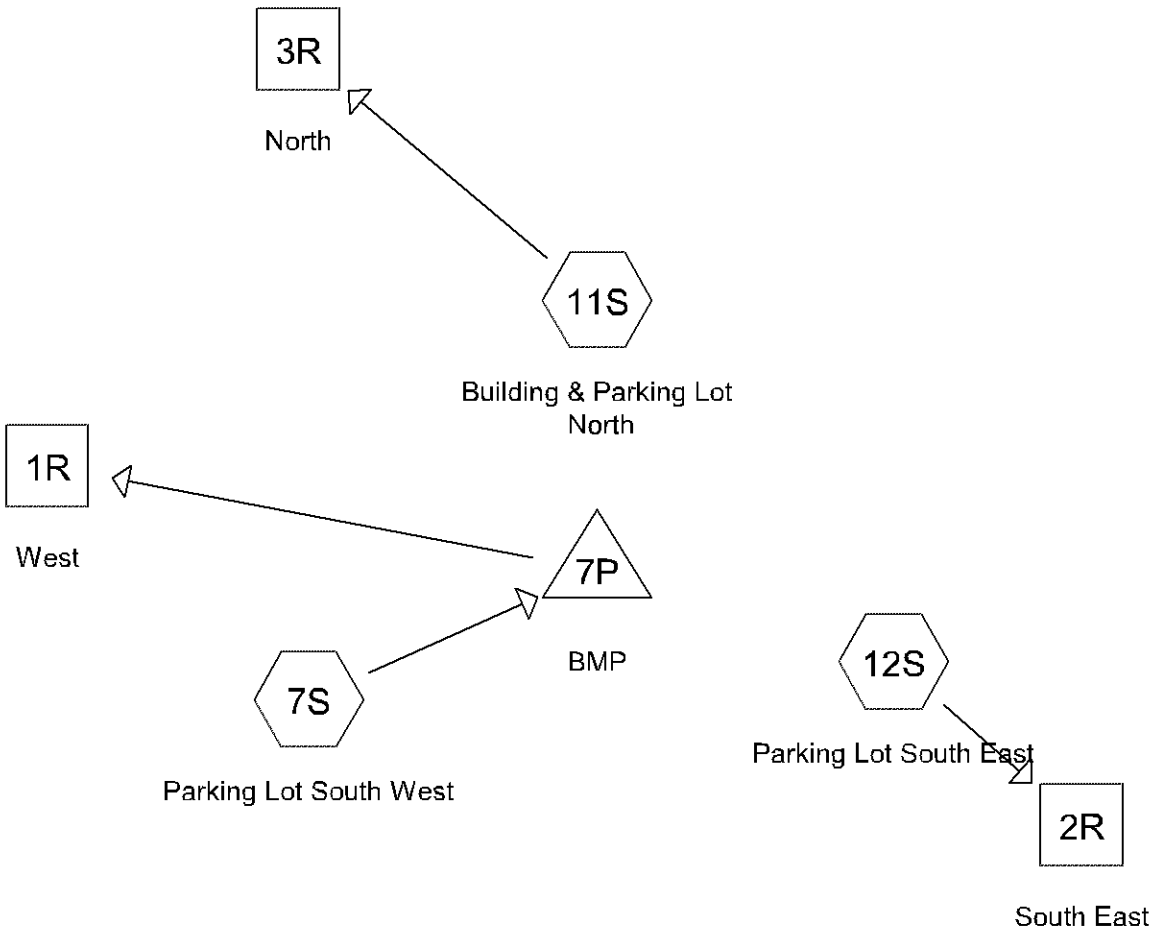 3R
North
11S
Building & Parking Lot
North
1R
West
7P
BMP
7S
Parking Lot South West
12S
Parking Lot South East
2R
South East